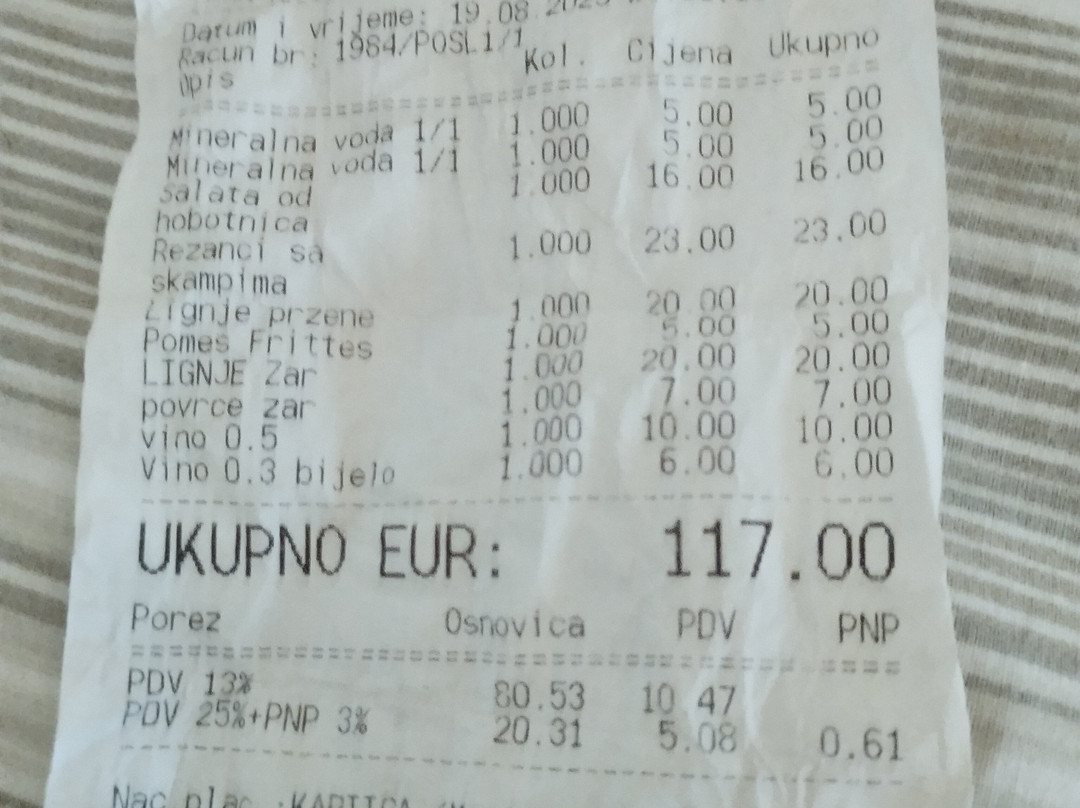 Datum i vrijeme: 19.08
Racun br: 1984/POSL1/1
Opis Kol. Cijena Ukupno
Mineralna voda 1/1 1.000 5.00 5.00
Mineralna voda 1/1 1.000 5.00 5.00
Salata od 1.000 16.00 16.00
hobotnica
Rezanci sa 1.000 23.00 23.00
skampima
Lignje przene 1.000 20.00 20.00
Pomes Frittes 1.000 5.00 5.00
LIGNJE Zar 1.000 20.00 20.00
povrce zar 1.000 7.00 7.00
vino 0.5 1.000 10.00 10.00
Vino 0.3 bijelo 1.000 6.00 6.00
UKUPNO EUR: 117.00
Porez Osnovica PDV PNP
PDV 13% 80.53 10.47
PDV 25%+PNP 3% 20.31 5.08 0.61
Nac.plac.:KARTICA